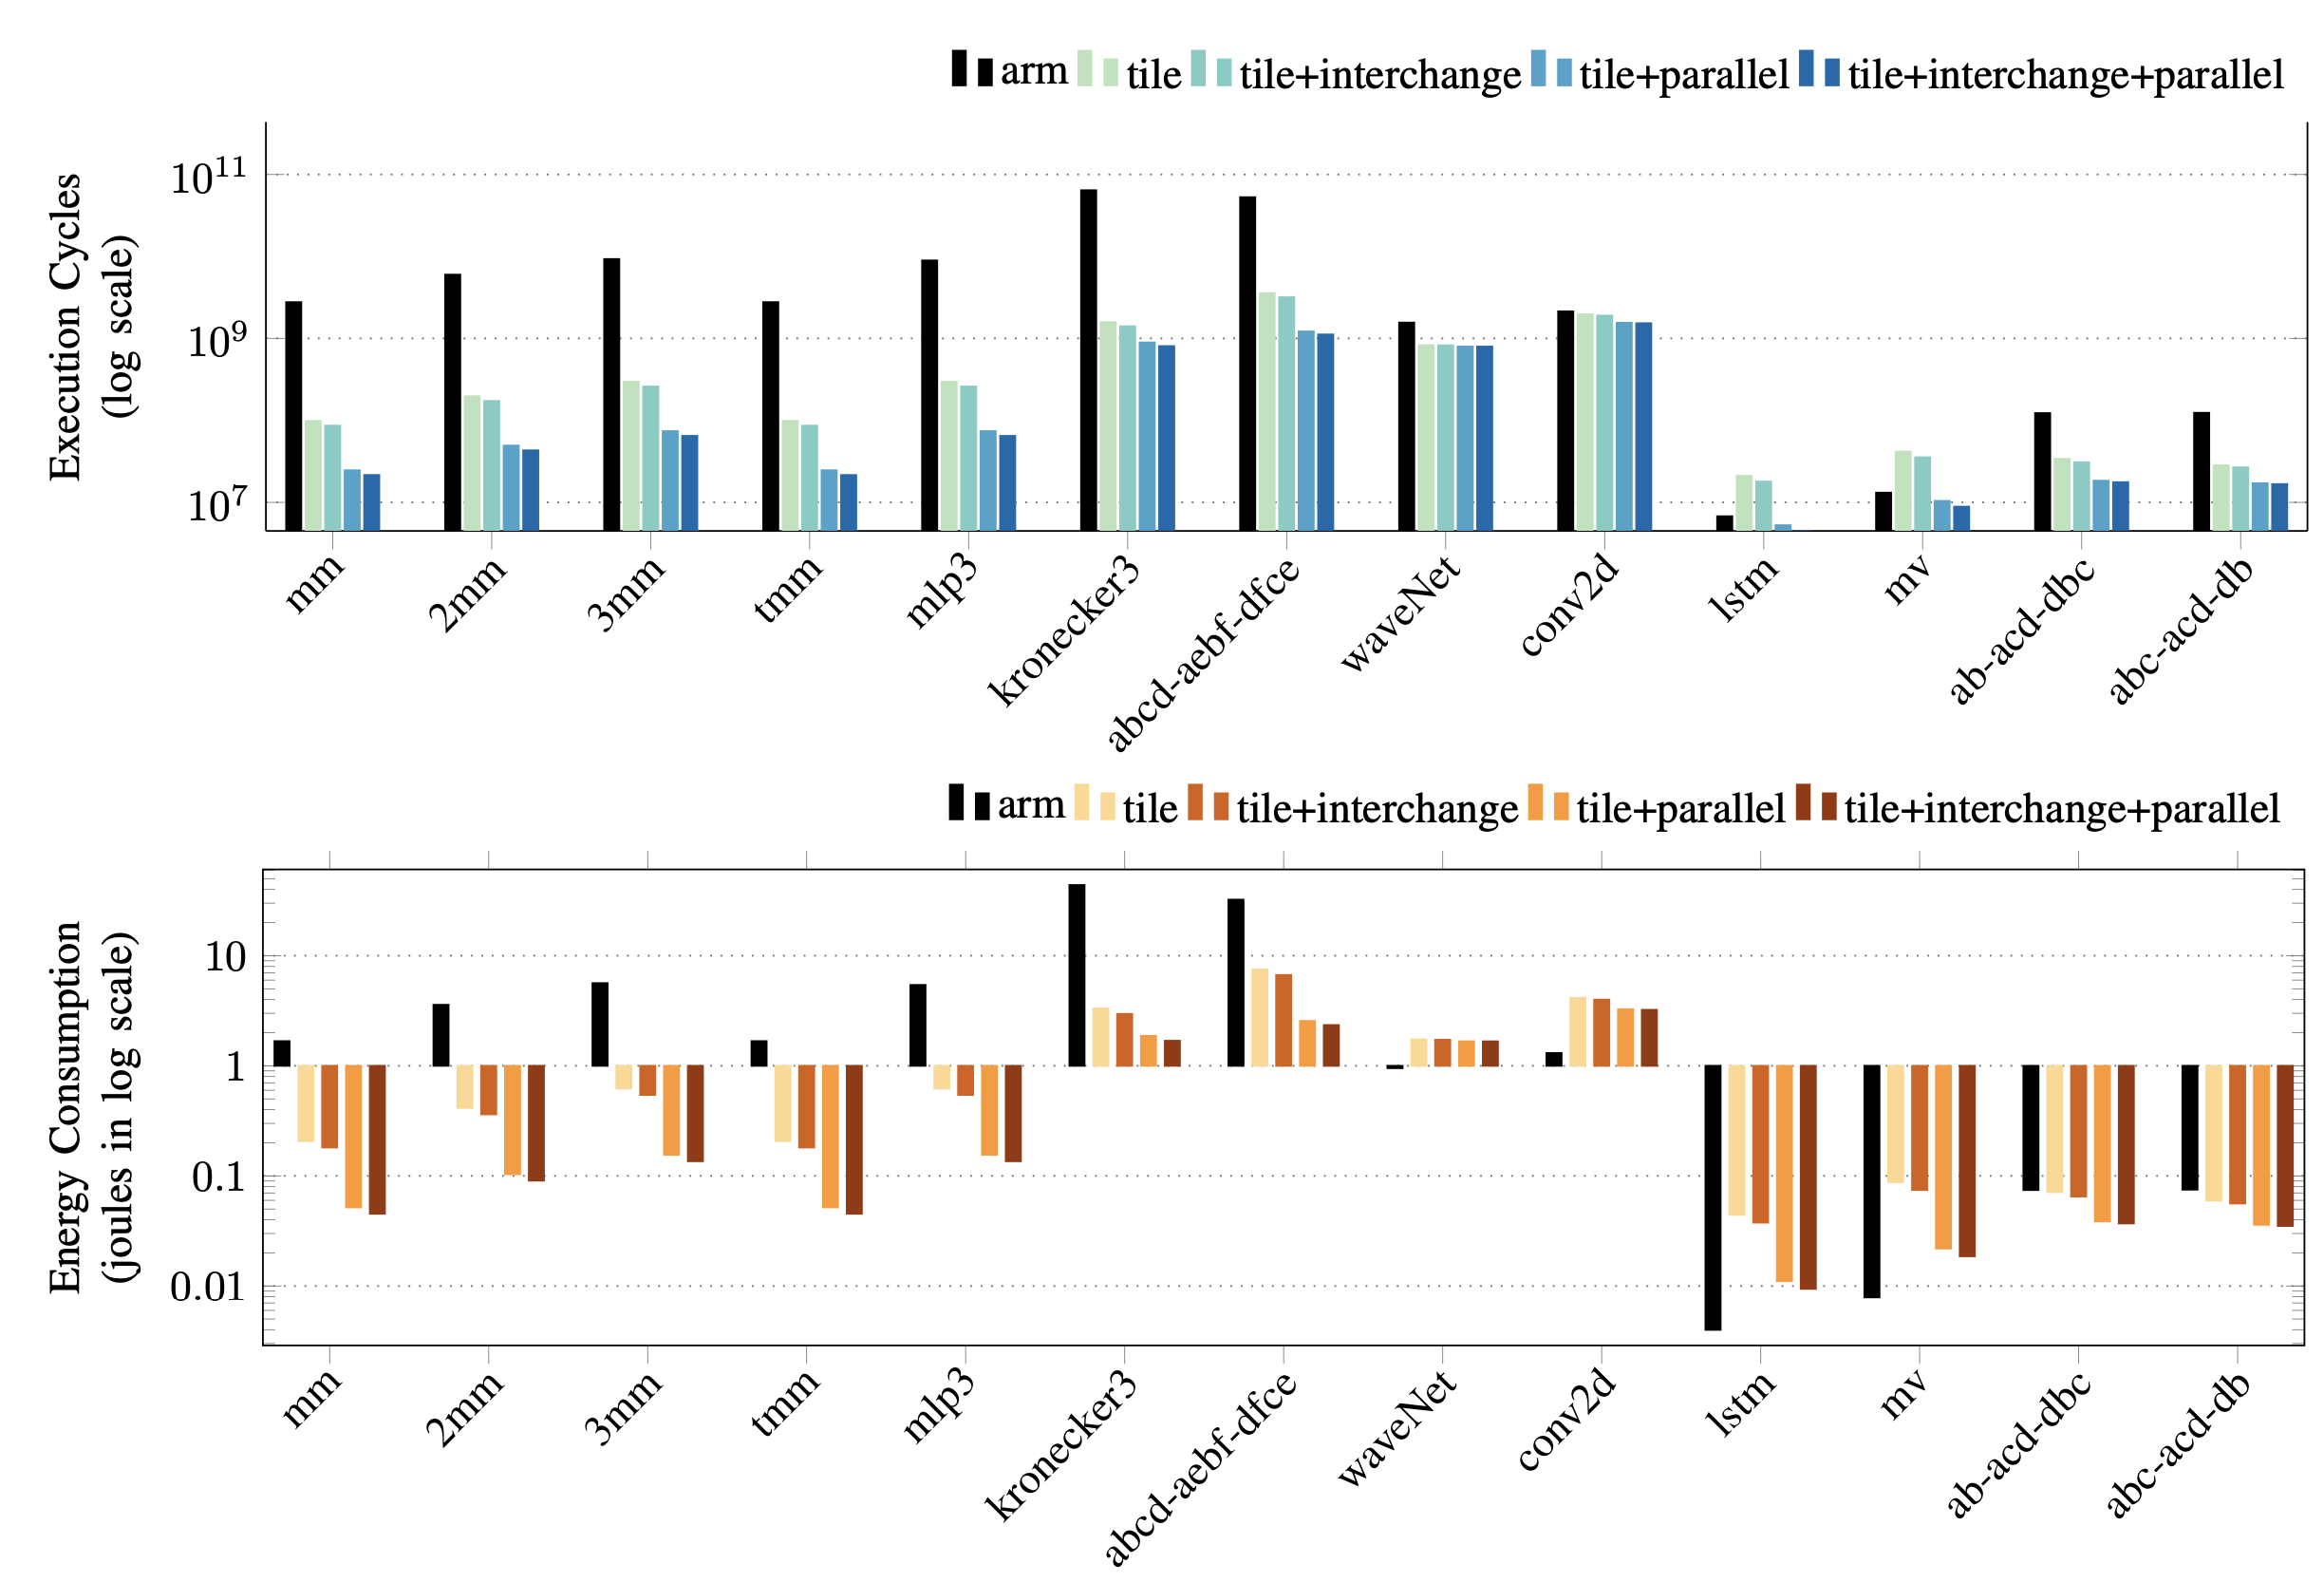 arm tile tile+interchange tile+parallel tile+interchange+parallel
Execution Cycles
(log scale)
10^11
10^9
10^7
mm 2mm 3mm tmm mlp3 kronecker3 abcd-aebf-dfce waveNet conv2d lstm mv ab-acd-dbc abc-acd-db
arm tile tile+interchange tile+parallel tile+interchange+parallel
Energy Consumption
(joules in log scale)
10
1
0.1
0.01
mm 2mm 3mm tmm mlp3 kronecker3 abcd-aebf-dfce waveNet conv2d lstm mv ab-acd-dbc abc-acd-db